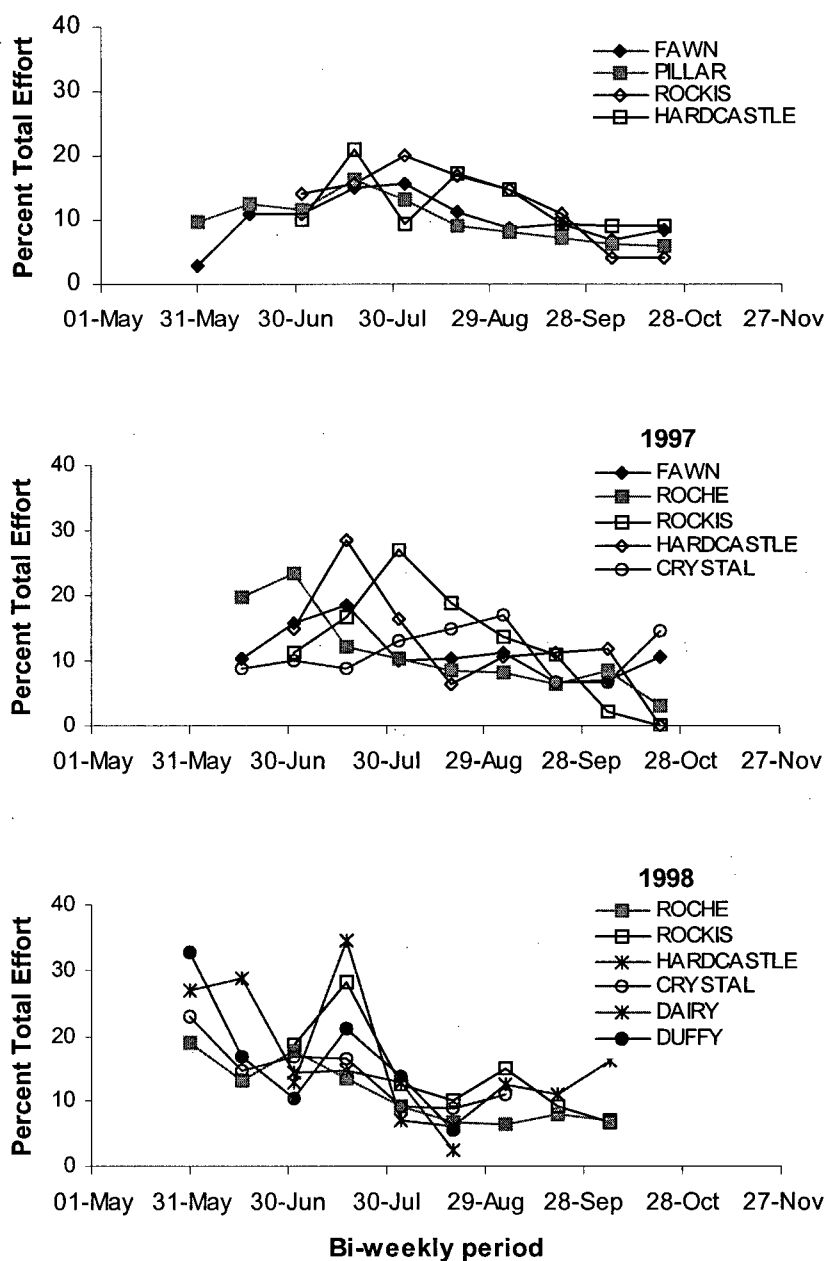 40
30
20
10
0
Percent Total Effort
FAWN
PILLAR
ROCKIS
HARDCASTLE
01-May 31-May 30-Jun 30-Jul 29-Aug 28-Sep 28-Oct 27-Nov
1997
40
30
20
10
0
Percent Total Effort
FAWN
ROCHE
ROCKIS
HARDCASTLE
CRYSTAL
01-May 31-May 30-Jun 30-Jul 29-Aug 28-Sep 28-Oct 27-Nov
1998
40
30
20
10
0
Percent Total Effort
ROCHE
ROCKIS
HARDCASTLE
CRYSTAL
DAIRY
DUFFY
01-May 31-May 30-Jun 30-Jul 29-Aug 28-Sep 28-Oct 27-Nov
Bi-weekly period